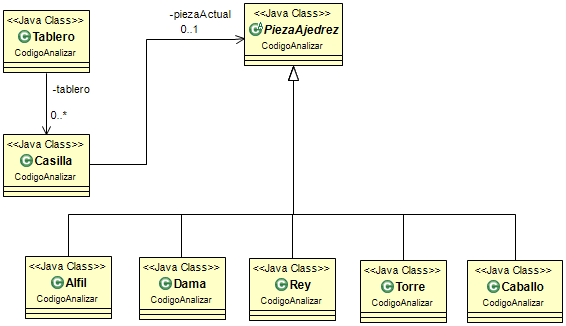 <<Java Class>>
Tablero
CodigoAnalizar
-piezaActual
0..1
<<Java Class>>
PiezaAjedrez
CodigoAnalizar
-tablero
0..*
<<Java Class>>
Casilla
CodigoAnalizar
<<Java Class>>
Alfil
CodigoAnalizar
<<Java Class>>
Dama
CodigoAnalizar
<<Java Class>>
Rey
CodigoAnalizar
<<Java Class>>
Torre
CodigoAnalizar
<<Java Class>>
Caballo
CodigoAnalizar